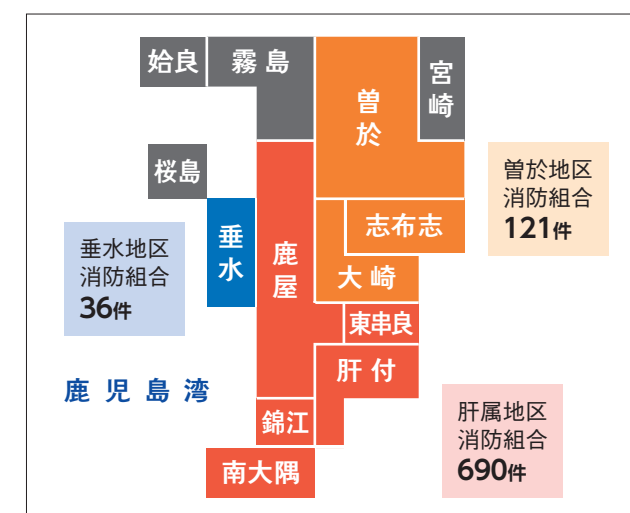 姶良
霧島
曽於
宮崎
桜島
垂水
鹿屋
志布志
大崎
東串良
肝付
錦江
南大隅
曽於地区
消防組合
121件
垂水地区
消防組合
36件
鹿児島湾
肝属地区
消防組合
690件